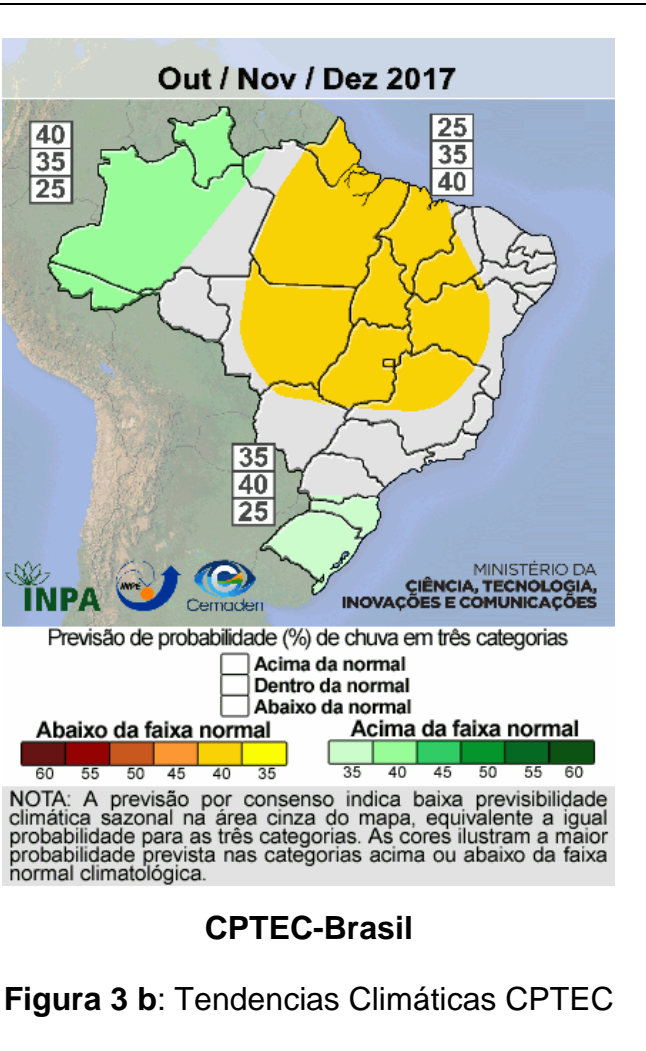 Out / Nov / Dez 2017
40
35
25
25
35
40
35
40
25
INPA
INPE
Cemaden
MINISTÉRIO DA
CIÊNCIA, TECNOLOGIA,
INOVAÇÕES E COMUNICAÇÕES
Previsão de probabilidade (%) de chuva em três categorias
Acima da normal
Dentro da normal
Abaixo da normal
Abaixo da faixa normal
60 55 50 45 40 35
Acima da faixa normal
35 40 45 50 55 60
NOTA: A previsão por consenso indica baixa previsibilidade
climática sazonal na área cinza do mapa, equivalente a igual
probabilidade para as três categorias. As cores ilustram a maior
probabilidade prevista nas categorias acima ou abaixo da faixa
normal climatológica.
CPTEC-Brasil
Figura 3 b: Tendencias Climáticas CPTEC